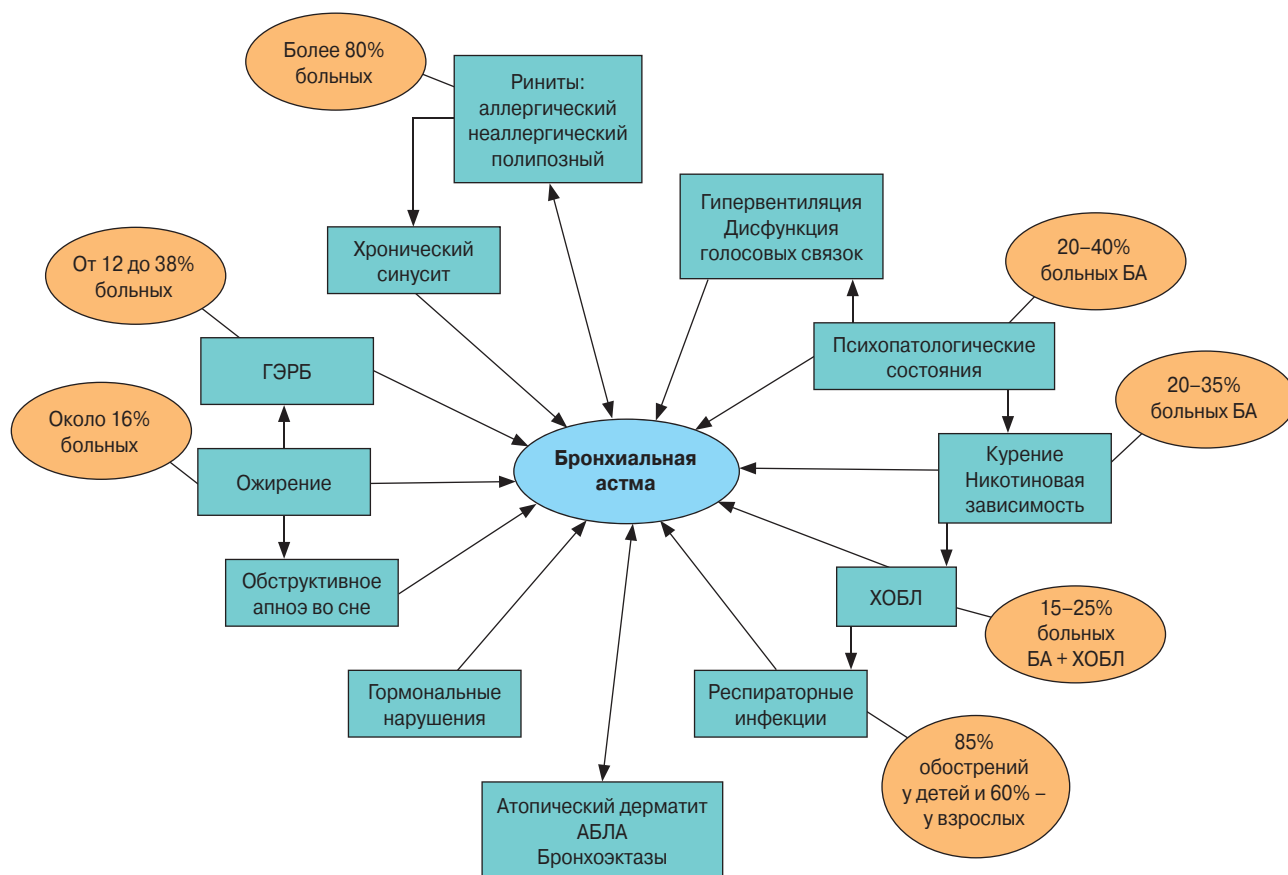 Более 80%
больных
Риниты:
аллергический
неаллергический
полипозный
Гипервентиляция
Дисфункция
голосовых связок
Хронический
синусит
От 12 до 38%
больных
20–40%
больных БА
ГЭРБ
Психопатологические
состояния
20–35%
больных БА
Около 16%
больных
Ожирение
Бронхиальная
астма
Курение
Никотиновая
зависимость
Обструктивное
апноэ во сне
ХОБЛ
15–25%
больных
БА + ХОБЛ
Гормональные
нарушения
Респираторные
инфекции
85%
обострений
у детей и 60% –
у взрослых
Атопический дерматит
АБЛА
Бронхоэктазы